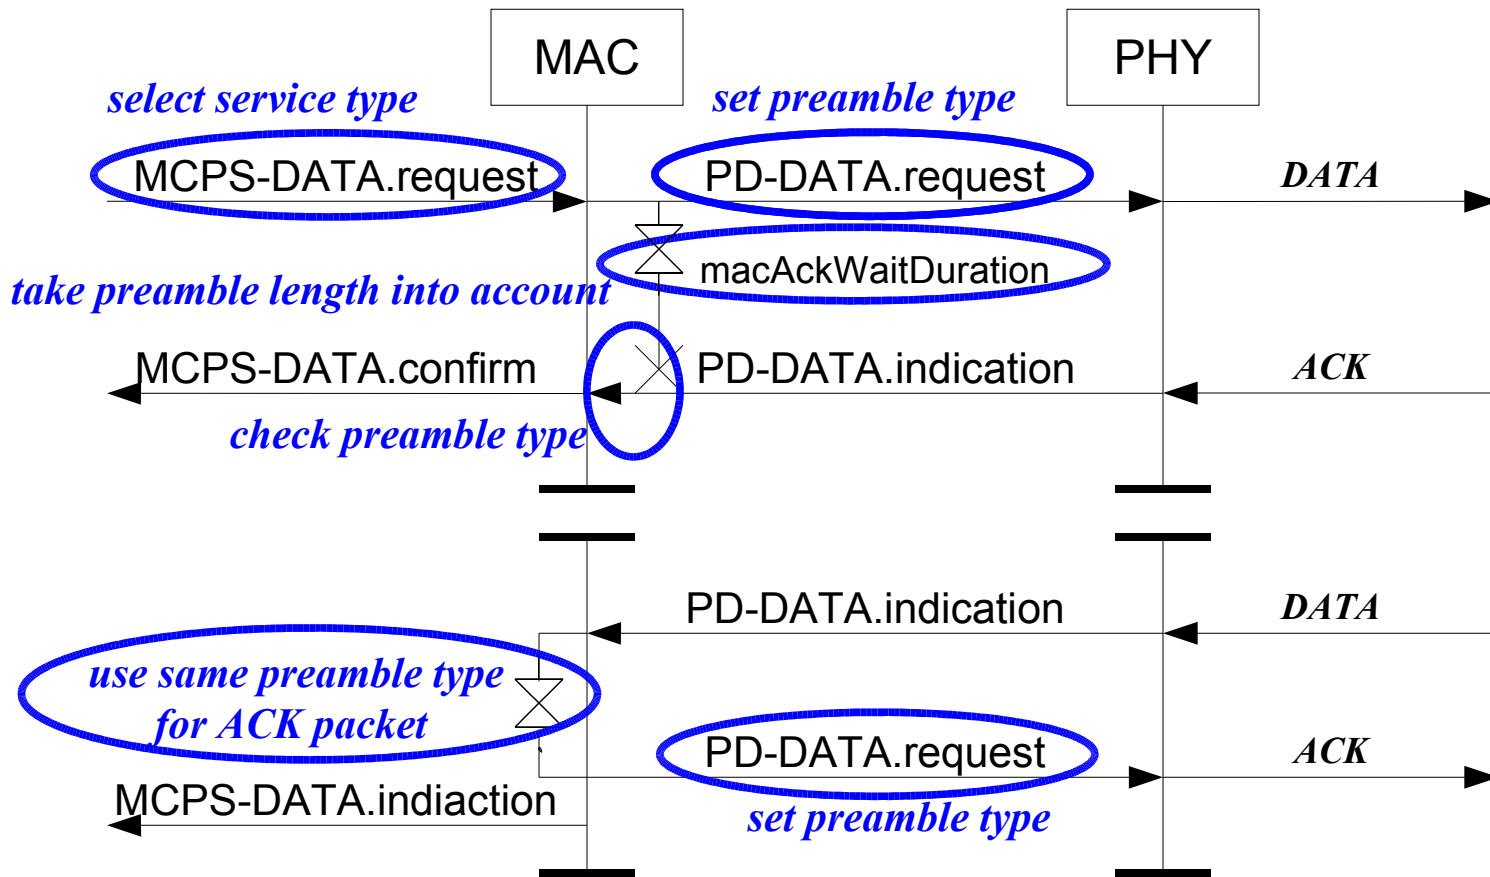 MAC
PHY
select service type
set preamble type
MCPS-DATA.request
PD-DATA.request
DATA
macAckWaitDuration
take preamble length into account
MCPS-DATA.confirm
PD-DATA.indication
ACK
check preamble type
PD-DATA.indication
DATA
use same preamble type
for ACK packet
PD-DATA.request
ACK
MCPS-DATA.indiaction
set preamble type